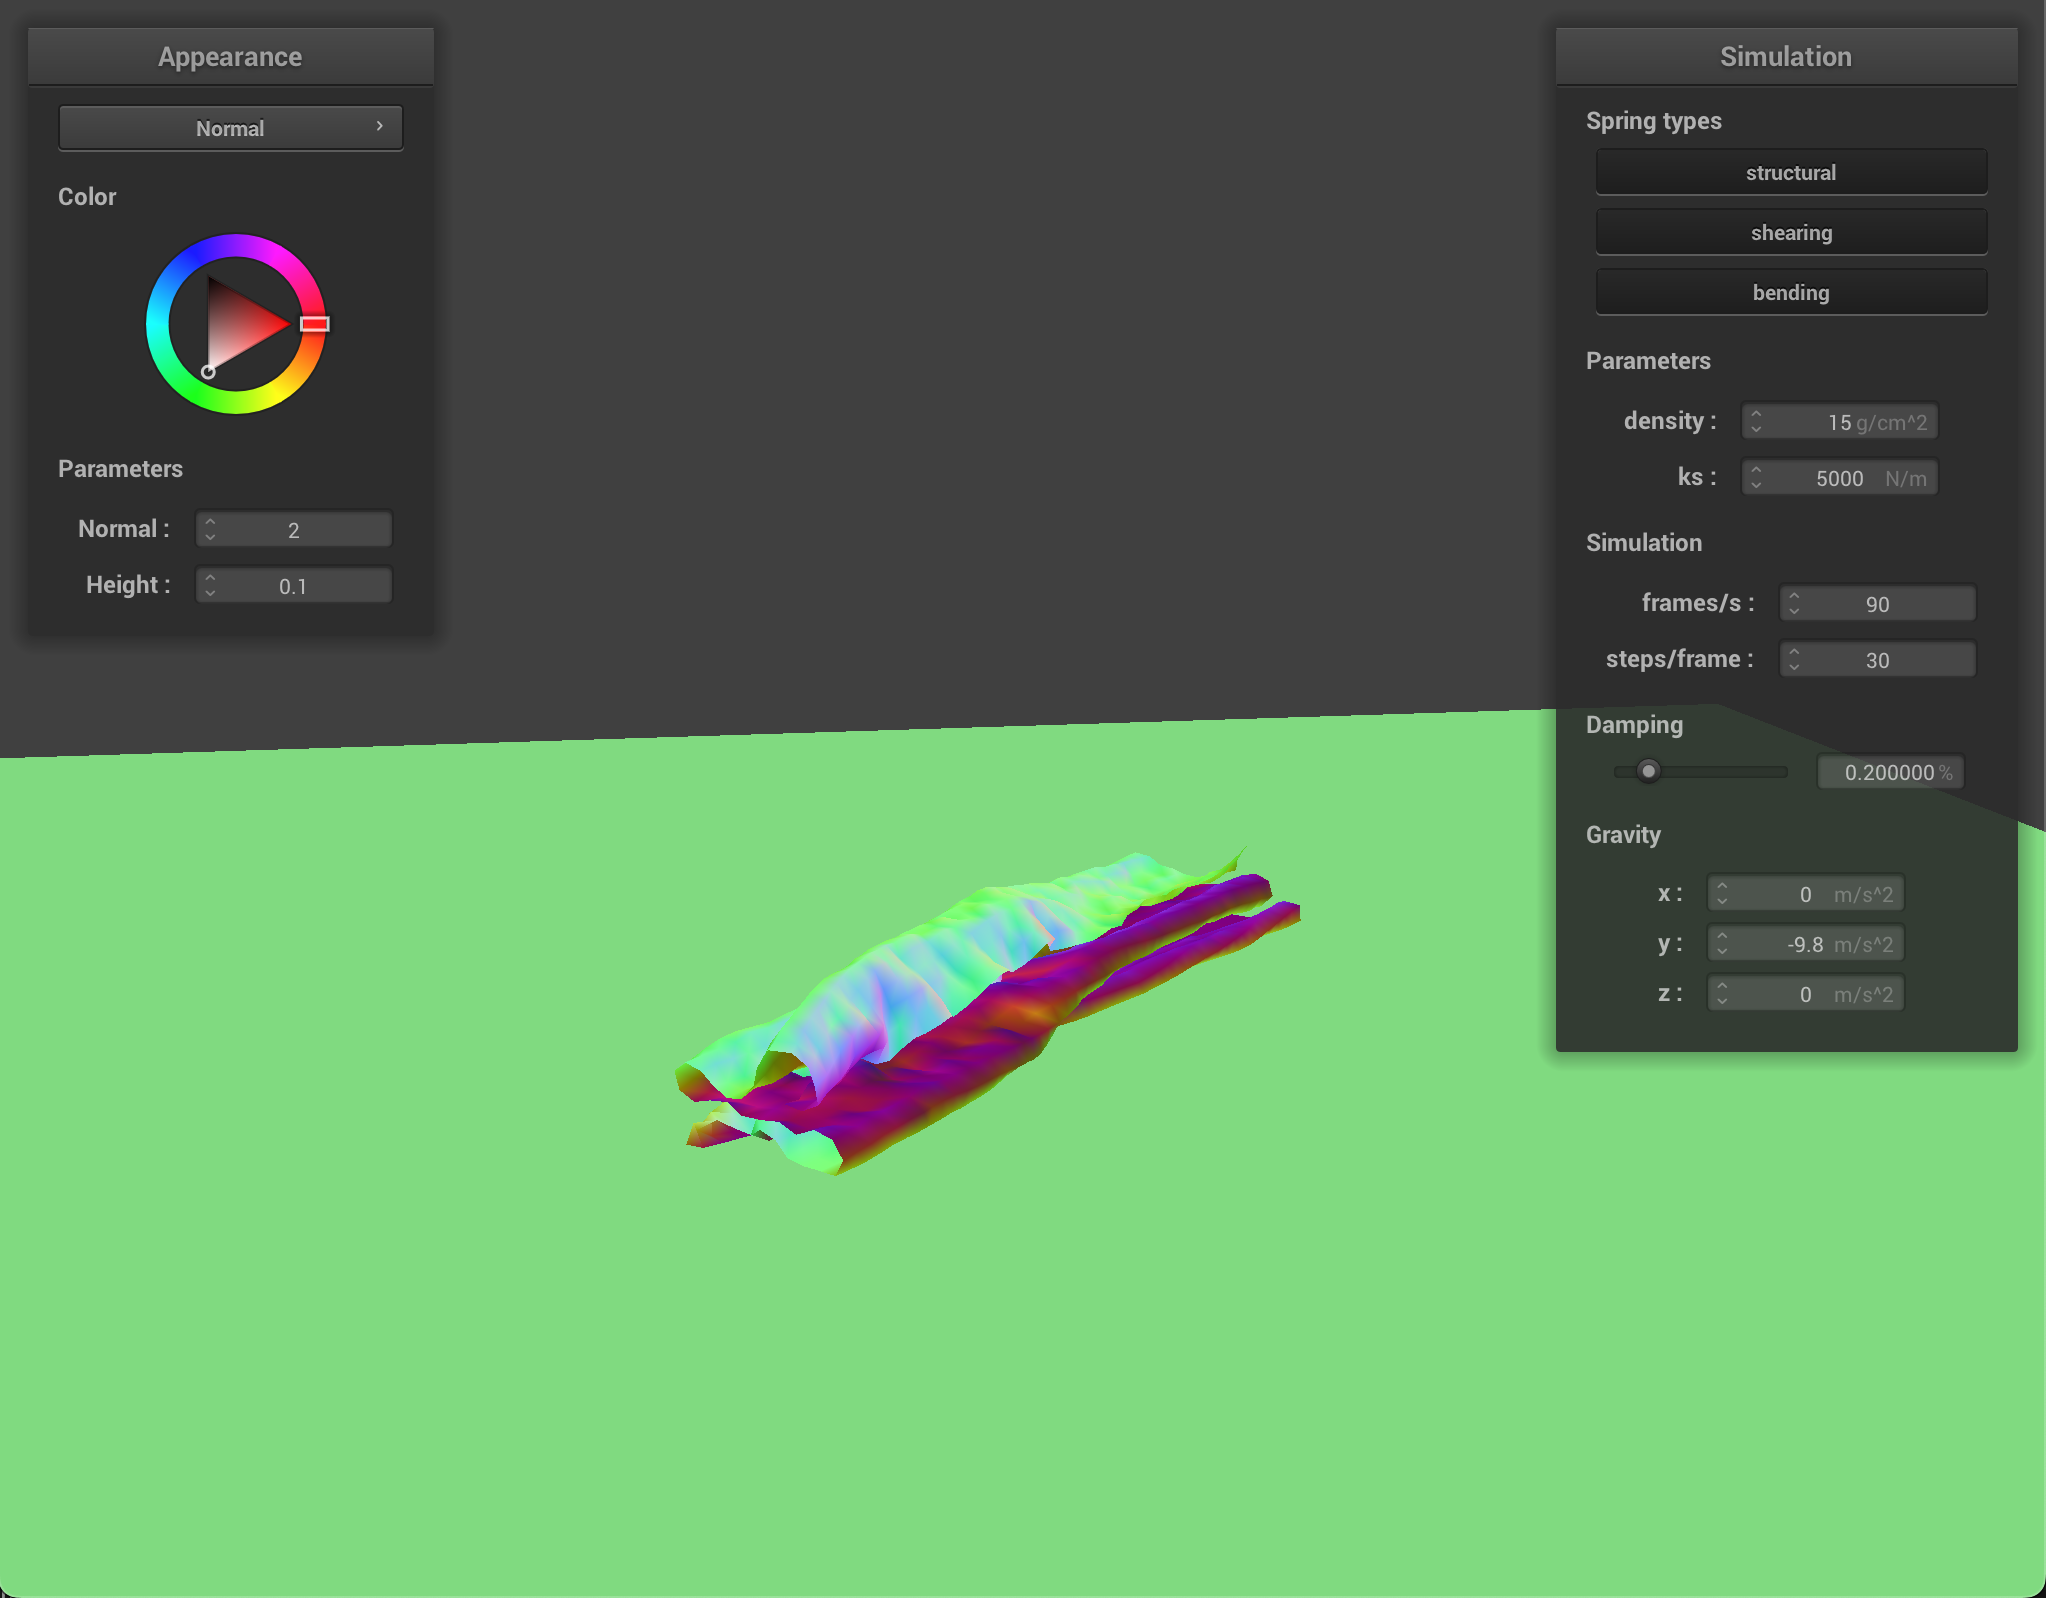 Appearance
Normal
Color
Parameters
Normal : 2
Height : 0.1
Simulation
Spring types
structural
shearing
bending
Parameters
density : 15 g/cm^2
ks : 5000 N/m
Simulation
frames/s : 90
steps/frame : 30
Damping
0.200000 %
Gravity
x : 0 m/s^2
y : -9.8 m/s^2
z : 0 m/s^2